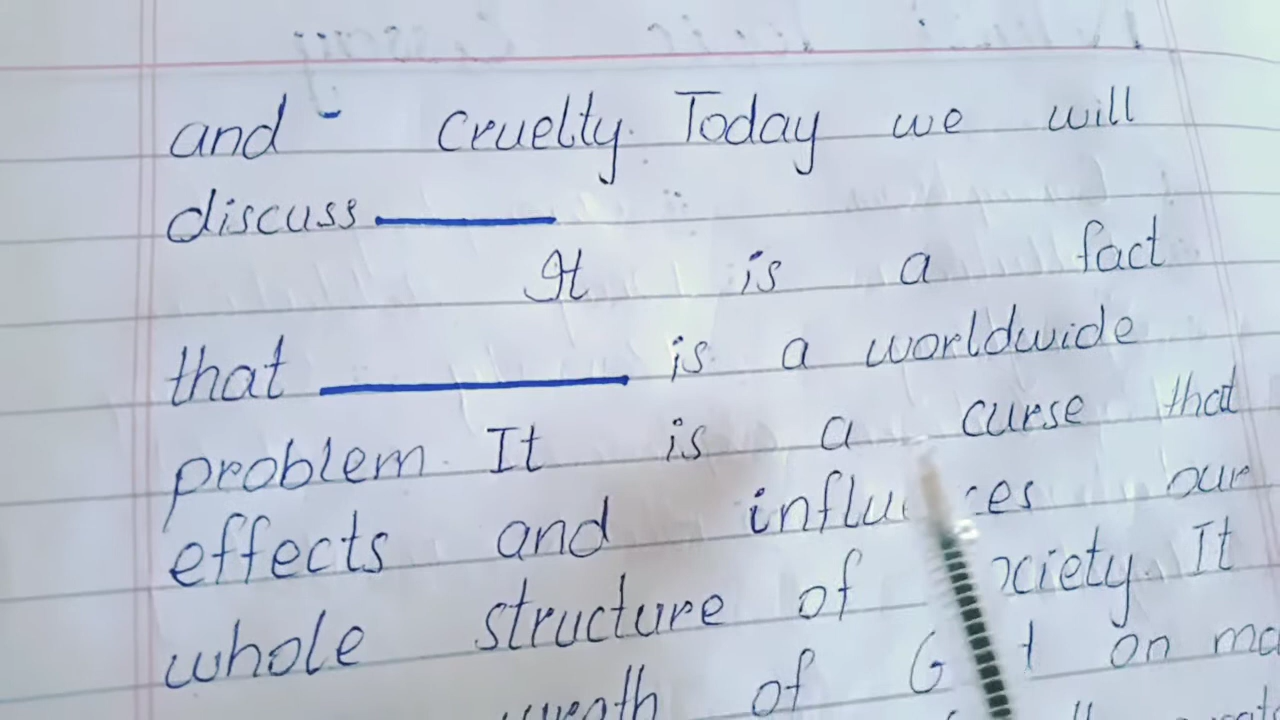 and - cruelty. Today we will
discuss
It is a fact
that is a worldwide
problem. It is a curse that
effects and influences our
whole structure of society. It
of on